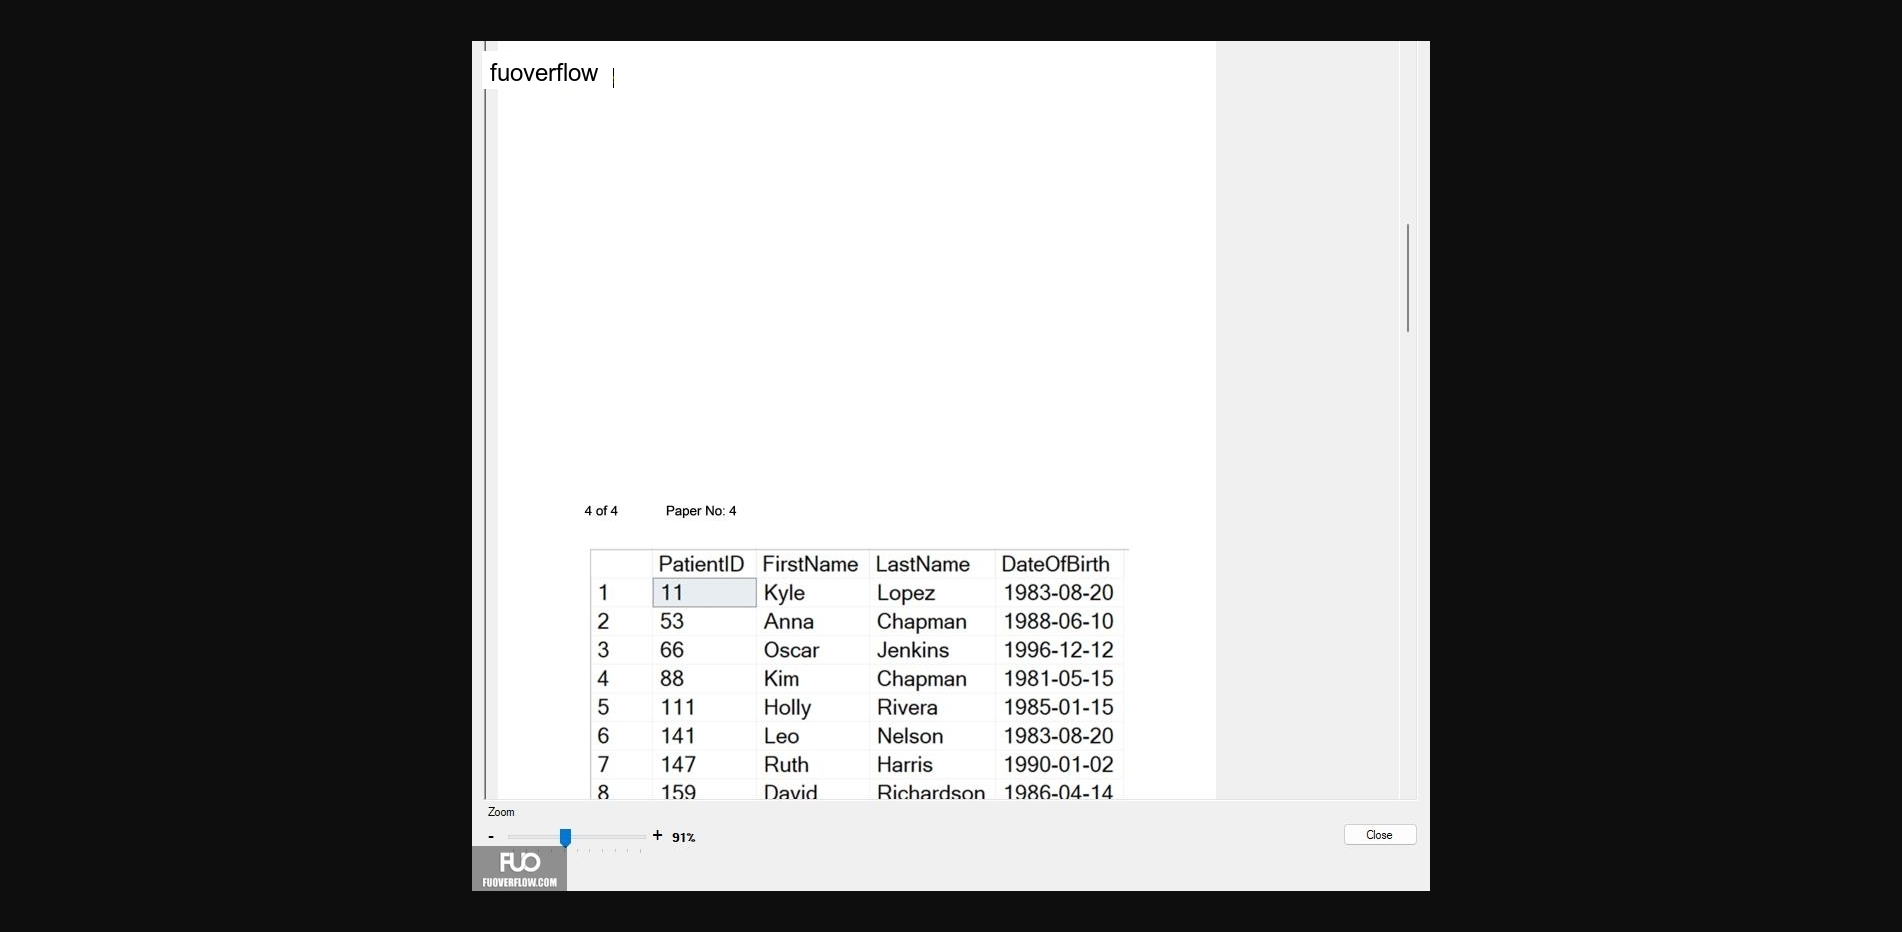 fuoverflow
4 of 4 Paper No: 4
PatientID FirstName LastName DateOfBirth
1 11 Kyle Lopez 1983-08-20
2 53 Anna Chapman 1988-06-10
3 66 Oscar Jenkins 1996-12-12
4 88 Kim Chapman 1981-05-15
5 111 Holly Rivera 1985-01-15
6 141 Leo Nelson 1983-08-20
7 147 Ruth Harris 1990-01-02
8 159 David Richardson 1986-04-14
Zoom
- + 91%
Close
FUO
FUOVERFLOW.COM